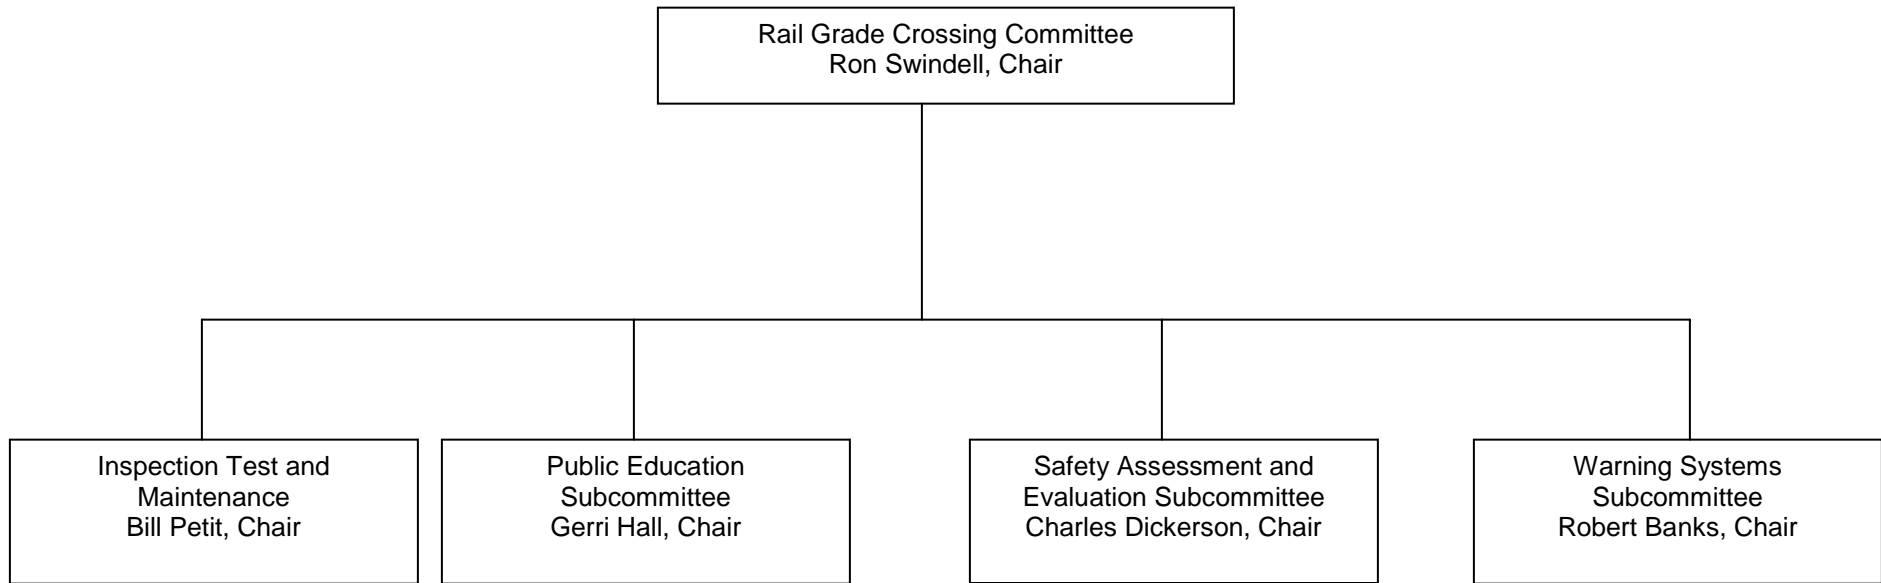 Rail Grade Crossing Committee
Ron Swindell, Chair
Inspection Test and
Maintenance
Bill Petit, Chair
Public Education
Subcommittee
Gerri Hall, Chair
Safety Assessment and
Evaluation Subcommittee
Charles Dickerson, Chair
Warning Systems
Subcommittee
Robert Banks, Chair